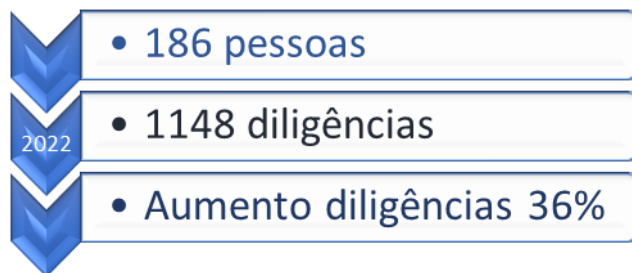 • 186 pessoas
2022
• 1148 diligências
• Aumento diligências 36%